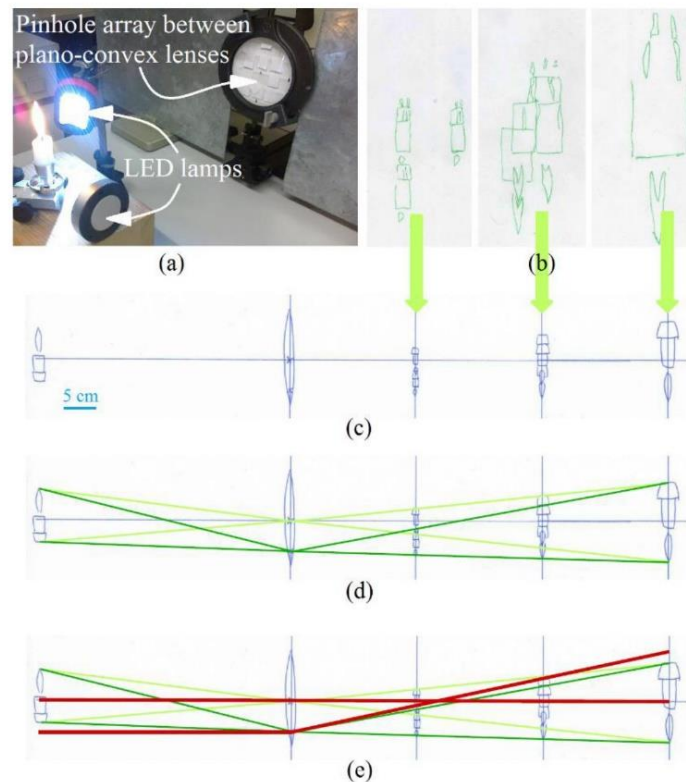 Pinhole array between
plano-convex lenses
LED lamps
(a)
(b)
5 cm
(c)
(d)
(e)